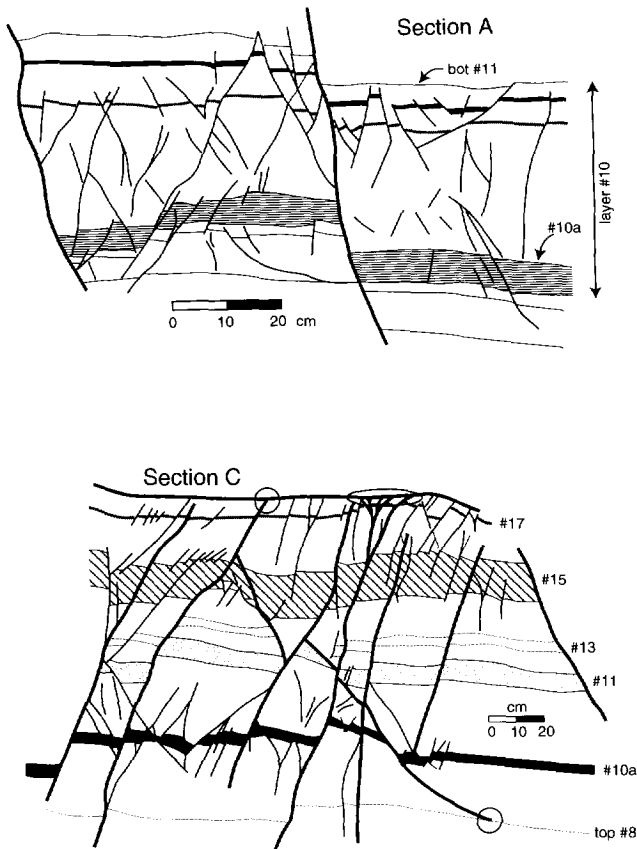 Section A
bot #11
layer #10
#10a
0 10 20 cm
Section C
#17
#15
#13
#11
cm
0 10 20
#10a
top #8